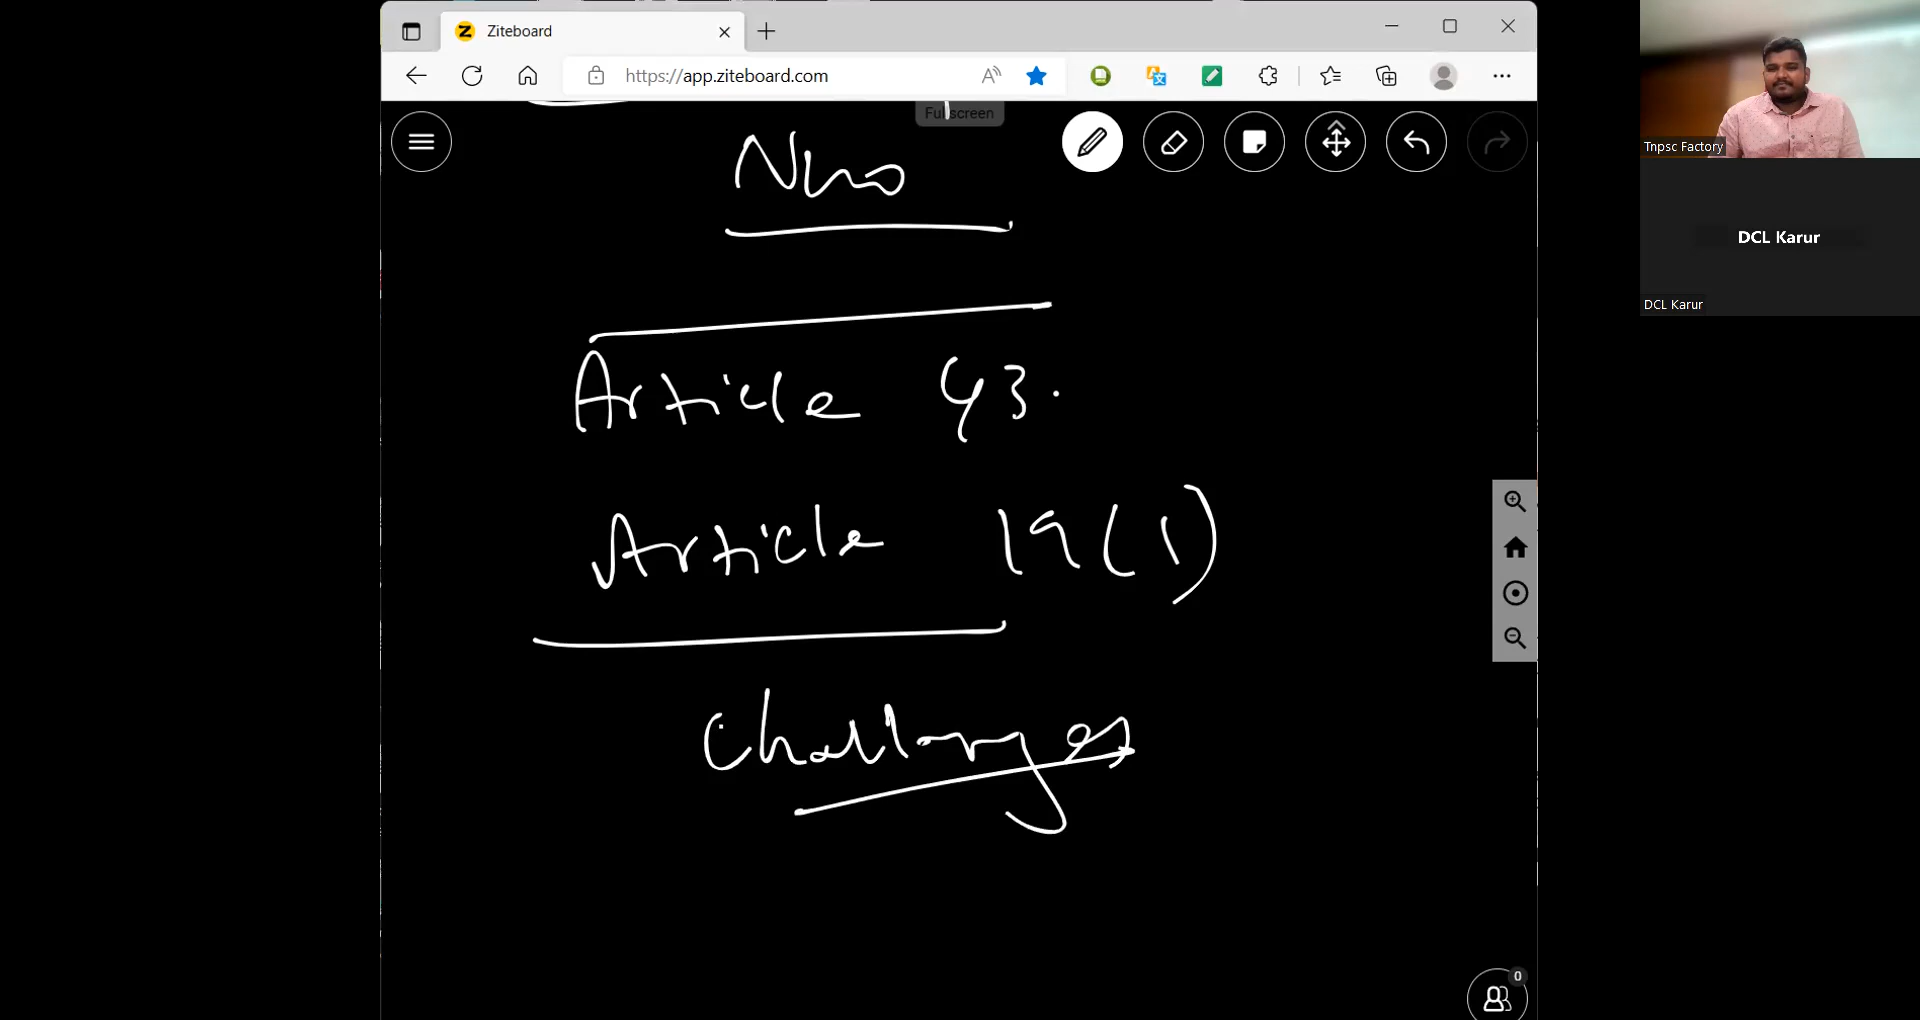 Ziteboard
https://app.ziteboard.com
Fullscreen
Article 43.
Article 19(1)
Challenges
0
Tnpsc Factory
DCL Karur
DCL Karur